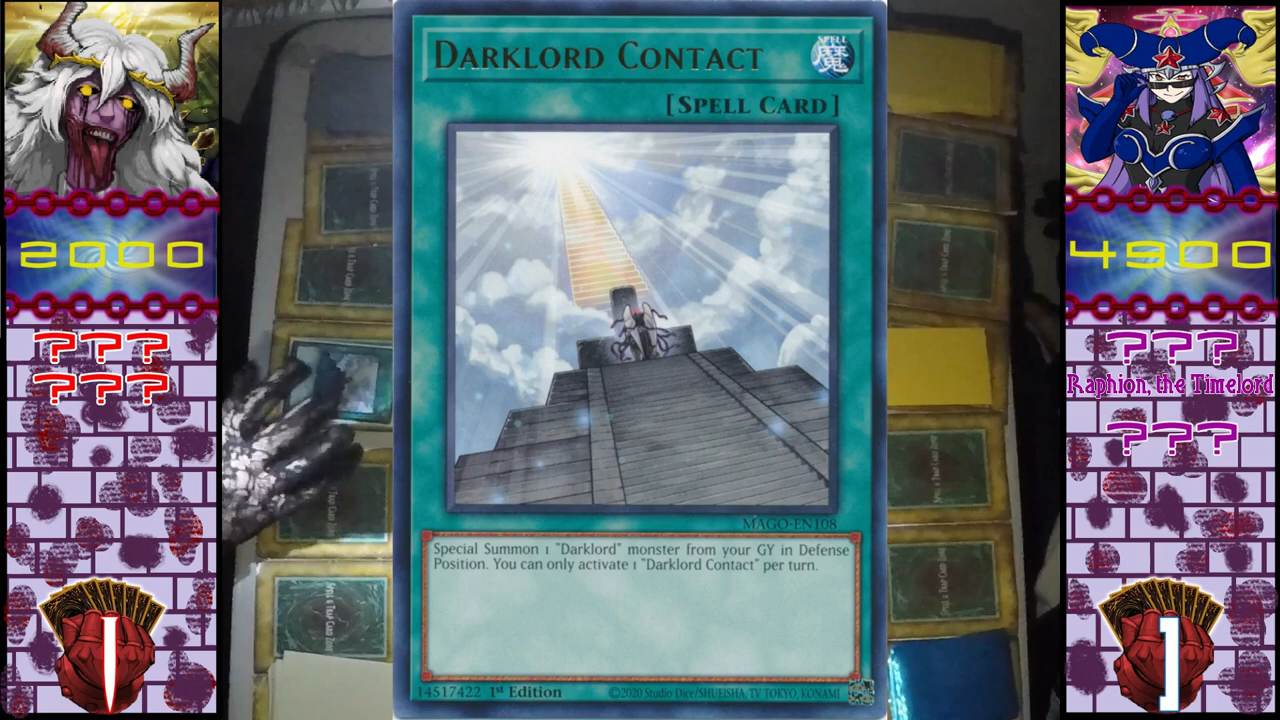 DARKLORD CONTACT
SPELL
魔
[SPELL CARD]
2000
4900
???
???
???
Raphion, the Timelord
???
MAGO-EN108
Special Summon 1 "Darklord" monster from your GY in Defense
Position. You can only activate 1 "Darklord Contact" per turn.
1
1
14517422 1st Edition
©2020 Studio Dice/SHUEISHA, TV TOKYO, KONAMI